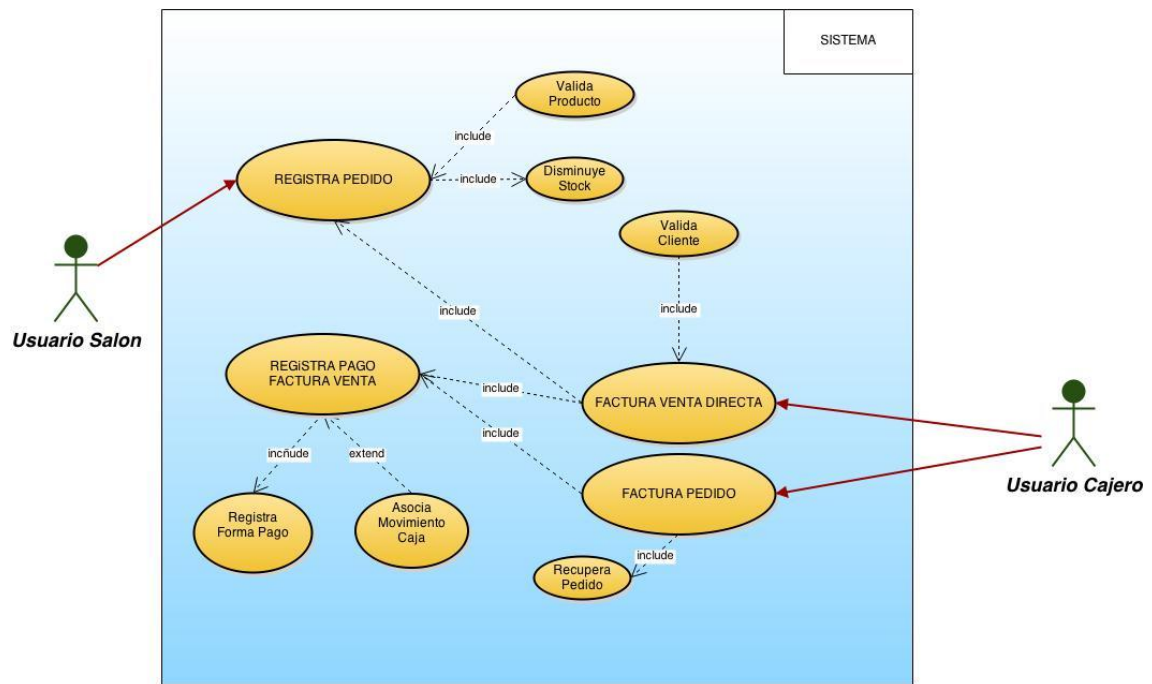 SISTEMA
Valida
Producto
include
REGISTRA PEDIDO
include
Disminuye
Stock
Valida
Cliente
Usuario Salon
include
include
REGiSTRA PAGO
FACTURA VENTA
include
FACTURA VENTA DIRECTA
include
incñude
extend
FACTURA PEDIDO
Usuario Cajero
Registra
Forma Pago
Asocia
Movimiento
Caja
include
Recupera
Pedido